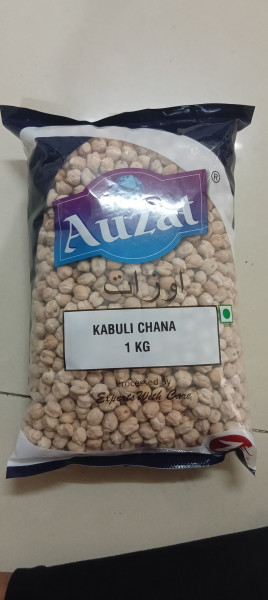 ®
AuZat
اوزات
KABULI CHANA
1 KG
Processed By
Experts With Care